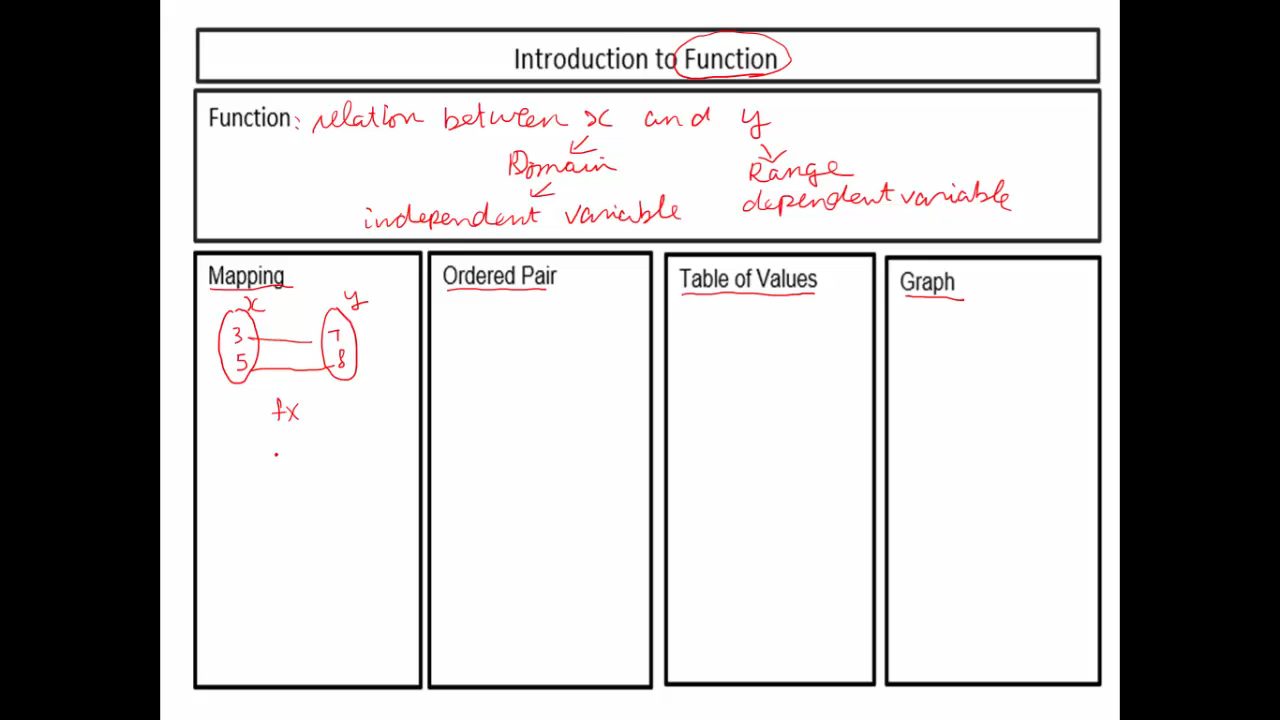 Introduction to Function
Function: relation between x and y
Domain
Range
independent variable
dependent variable
Mapping
x y
3 7
5 8
fx
Ordered Pair
Table of Values
Graph